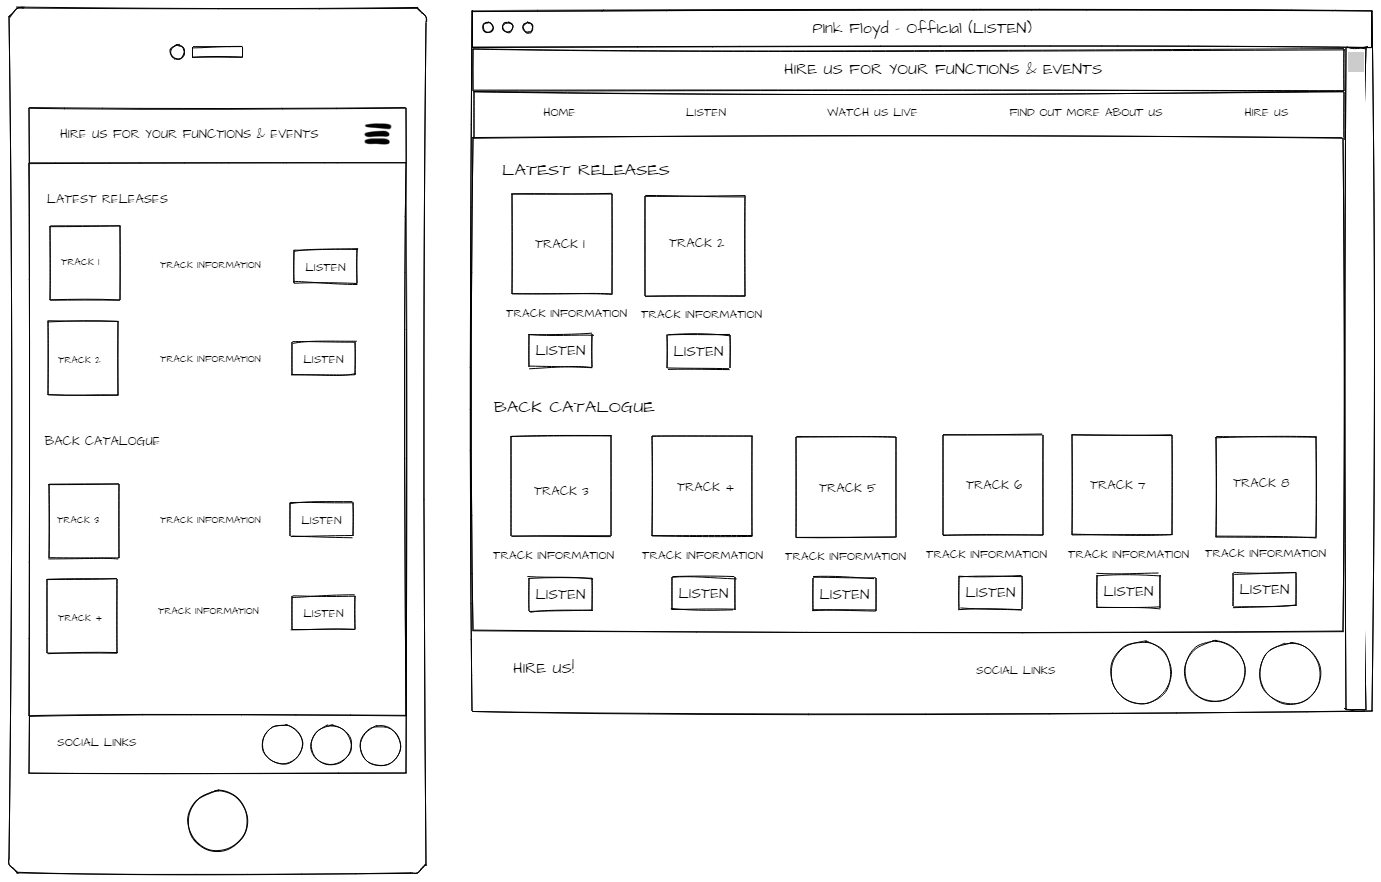 HIRE US FOR YOUR FUNCTIONS & EVENTS
LATEST RELEASES
TRACK 1 TRACK INFORMATION LISTEN
TRACK 2 TRACK INFORMATION LISTEN
BACK CATALOGUE
TRACK 3 TRACK INFORMATION LISTEN
TRACK 4 TRACK INFORMATION LISTEN
SOCIAL LINKS
Pink Floyd - Official (LISTEN)
HIRE US FOR YOUR FUNCTIONS & EVENTS
HOME LISTEN WATCH US LIVE FIND OUT MORE ABOUT US HIRE US
LATEST RELEASES
TRACK 1 TRACK 2
TRACK INFORMATION TRACK INFORMATION
LISTEN LISTEN
BACK CATALOGUE
TRACK 3 TRACK 4 TRACK 5 TRACK 6 TRACK 7 TRACK 8
TRACK INFORMATION TRACK INFORMATION TRACK INFORMATION TRACK INFORMATION TRACK INFORMATION TRACK INFORMATION
LISTEN LISTEN LISTEN LISTEN LISTEN LISTEN
HIRE US! SOCIAL LINKS